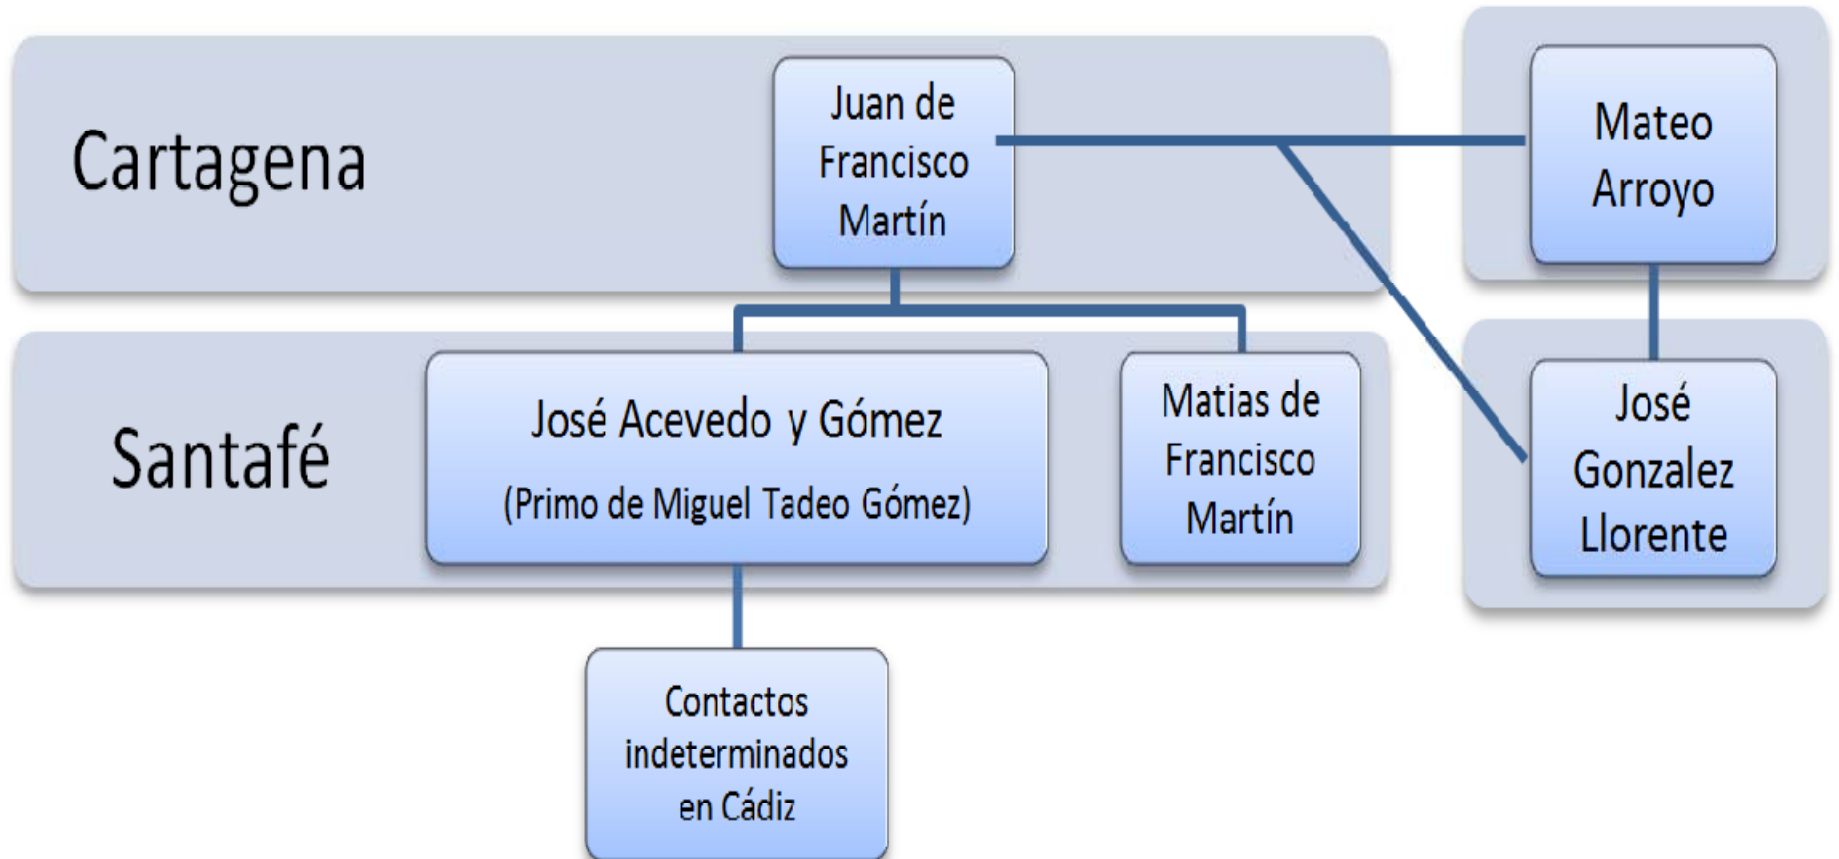 Cartagena
Juan de
Francisco
Martín
Mateo
Arroyo
Santafé
José Acevedo y Gómez
(Primo de Miguel Tadeo Gómez)
Matias de
Francisco
Martín
José
Gonzalez
Llorente
Contactos
indeterminados
en Cádiz